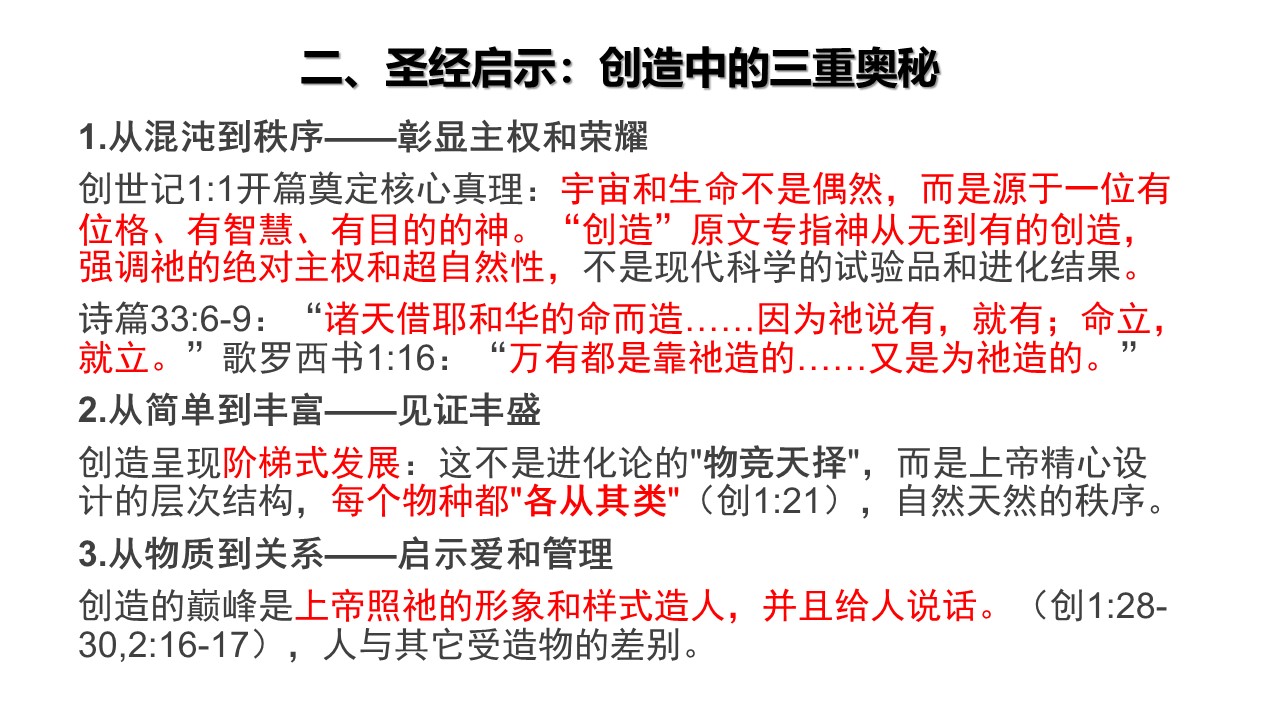 二、圣经启示：创造中的三重奥秘
1.从混沌到秩序——彰显主权和荣耀
创世记1:1开篇奠定核心真理：宇宙和生命不是偶然，而是源于一位有
位格、有智慧、有目的的神。“创造”原文专指神从无到有的创造，
强调祂的绝对主权和超自然性，不是现代科学的试验品和进化结果。
诗篇33:6-9：“诸天借耶和华的命而造……因为祂说有，就有；命立，
就立。”歌罗西书1:16：“万有都是靠祂造的……又是为祂造的。”
2.从简单到丰富——见证丰盛
创造呈现阶梯式发展：这不是进化论的"物竞天择"，而是上帝精心设
计的层次结构，每个物种都"各从其类"（创1:21），自然天然的秩序。
3.从物质到关系——启示爱和管理
创造的巅峰是上帝照祂的形象和样式造人，并且给人说话。（创1:28-
30,2:16-17），人与其它受造物的差别。